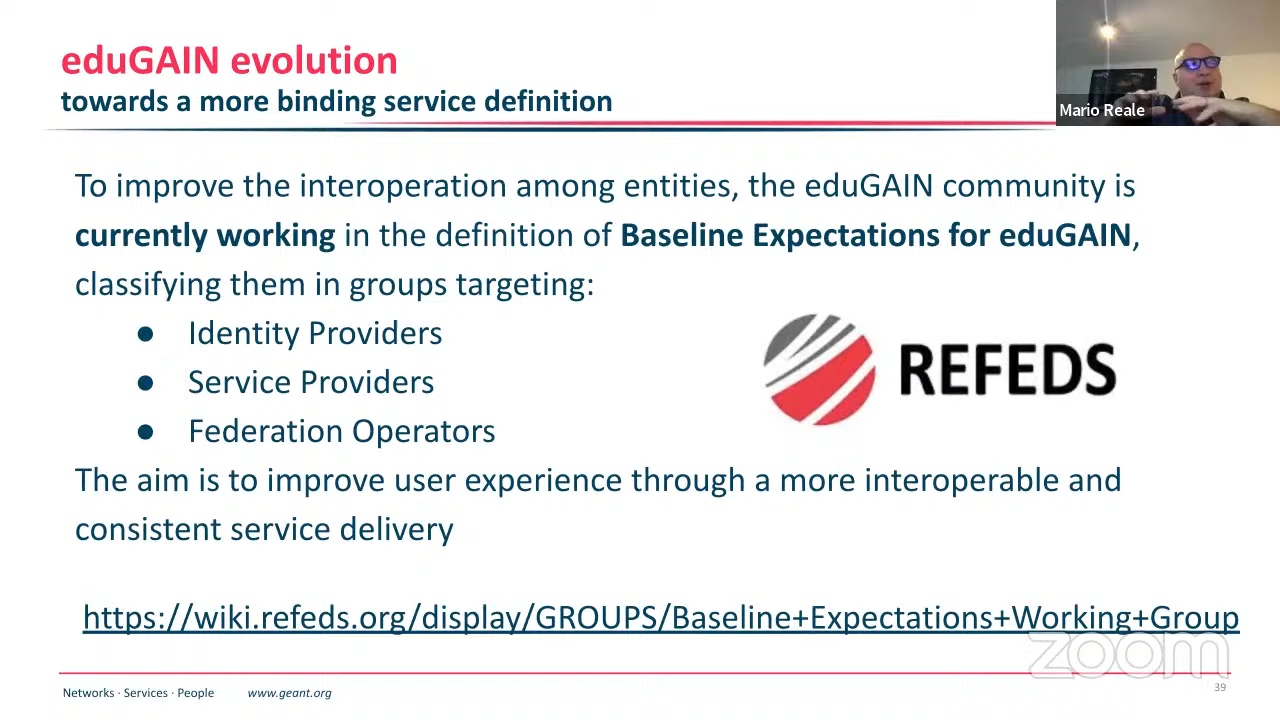 eduGAIN evolution
towards a more binding service definition
Mario Reale
To improve the interoperation among entities, the eduGAIN community is
currently working in the definition of Baseline Expectations for eduGAIN,
classifying them in groups targeting:
● Identity Providers
● Service Providers
● Federation Operators
REFEDS
The aim is to improve user experience through a more interoperable and
consistent service delivery
https://wiki.refeds.org/display/GROUPS/Baseline+Expectations+Working+Group
zoom
Networks · Services · People www.geant.org
39